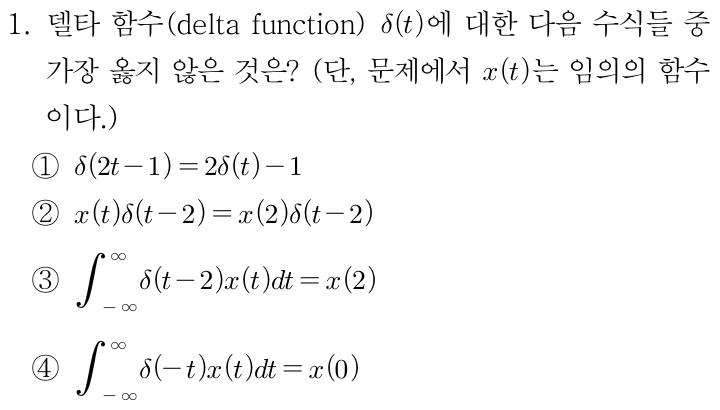 1. 델타 함수(delta function) δ(t)에 대한 다음 수식들 중
가장 옳지 않은 것은? (단, 문제에서 x(t)는 임의의 함수
이다.)
① δ(2t−1)=2δ(t)−1
② x(t)δ(t−2)=x(2)δ(t−2)
③ ∫_{−∞}^{∞} δ(t−2)x(t)dt=x(2)
④ ∫_{−∞}^{∞} δ(−t)x(t)dt=x(0)